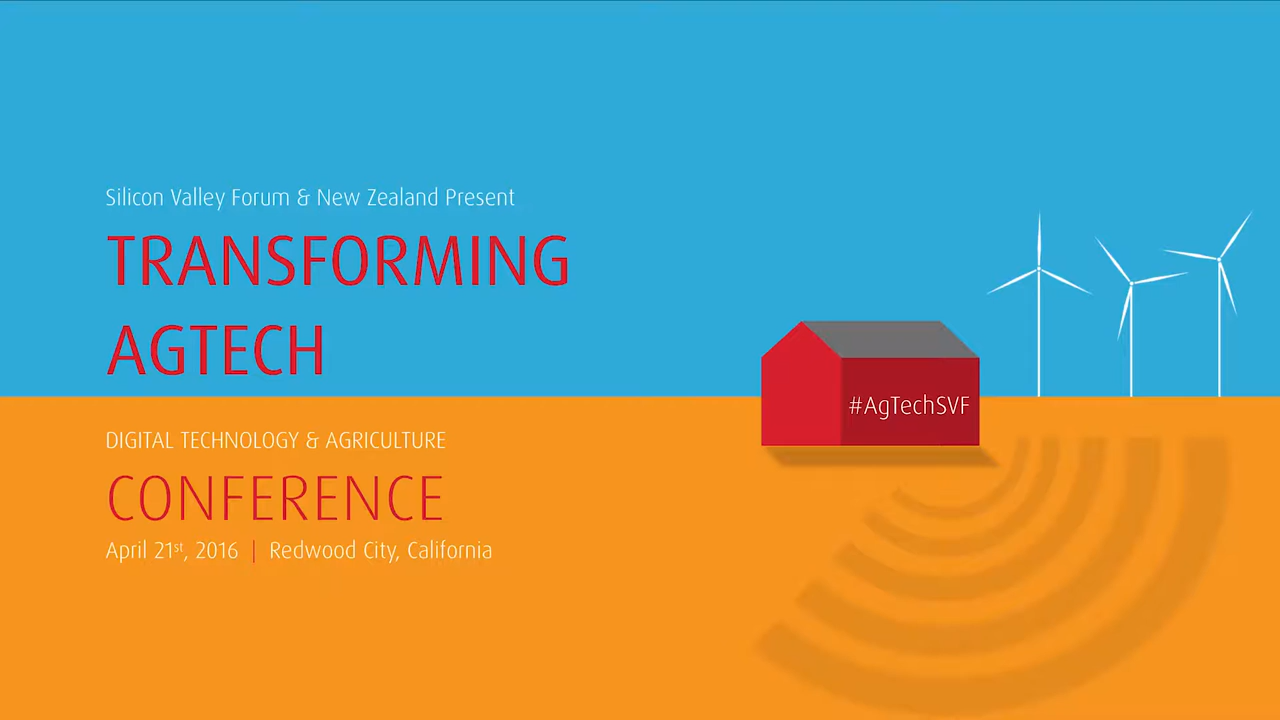 Silicon Valley Forum & New Zealand Present
TRANSFORMING
AGTECH
#AgTechSVF
DIGITAL TECHNOLOGY & AGRICULTURE
CONFERENCE
April 21st, 2016 | Redwood City, California